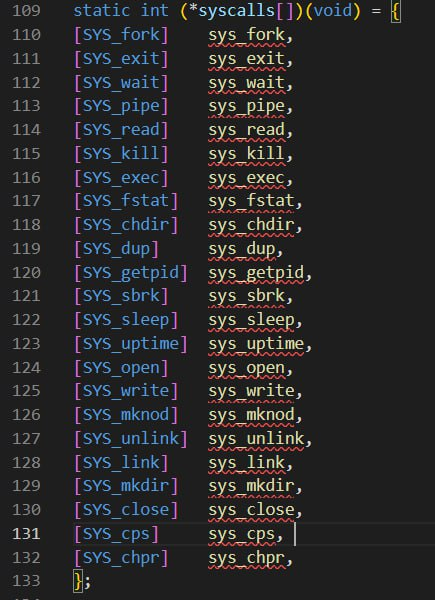 109 static int (*syscalls[])(void) = {
110 [SYS_fork] sys_fork,
111 [SYS_exit] sys_exit,
112 [SYS_wait] sys_wait,
113 [SYS_pipe] sys_pipe,
114 [SYS_read] sys_read,
115 [SYS_kill] sys_kill,
116 [SYS_exec] sys_exec,
117 [SYS_fstat] sys_fstat,
118 [SYS_chdir] sys_chdir,
119 [SYS_dup] sys_dup,
120 [SYS_getpid] sys_getpid,
121 [SYS_sbrk] sys_sbrk,
122 [SYS_sleep] sys_sleep,
123 [SYS_uptime] sys_uptime,
124 [SYS_open] sys_open,
125 [SYS_write] sys_write,
126 [SYS_mknod] sys_mknod,
127 [SYS_unlink] sys_unlink,
128 [SYS_link] sys_link,
129 [SYS_mkdir] sys_mkdir,
130 [SYS_close] sys_close,
131 [SYS_cps] sys_cps,
132 [SYS_chpr] sys_chpr,
133 };